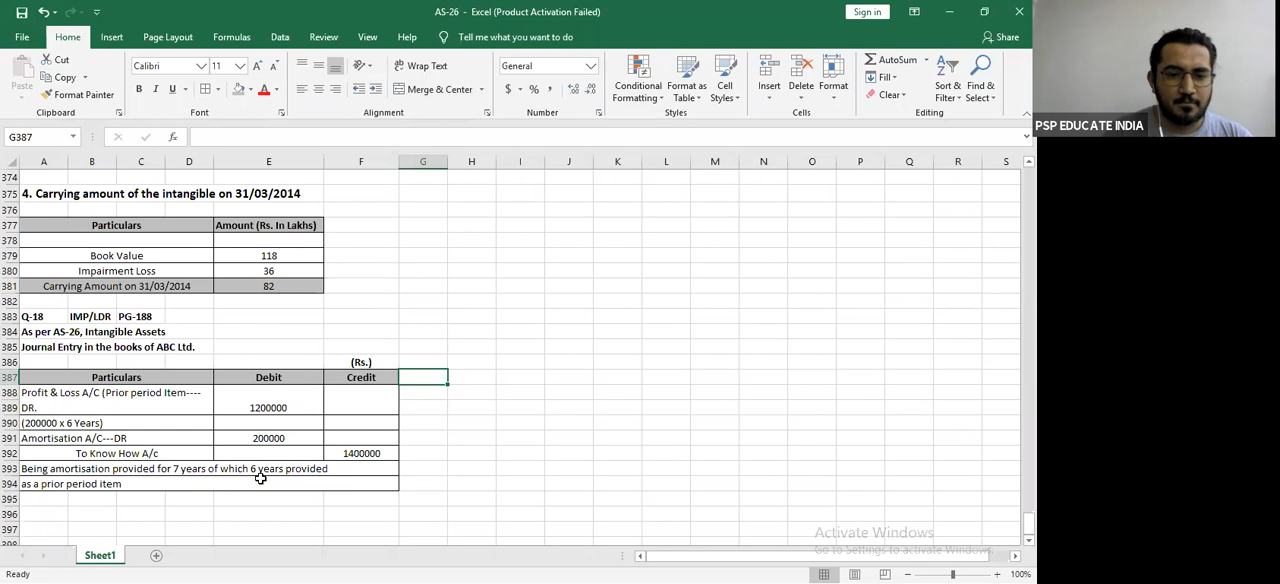 AS-26 - Excel (Product Activation Failed)
Sign in
File Home Insert Page Layout Formulas Data Review View Help Tell me what you want to do Share
Paste
Cut
Copy
Format Painter
Clipboard
Calibri 11
B I U
Font
Wrap Text
Merge & Center
Alignment
General
$ % ,
Number
Conditional Formatting
Format as Table
Cell Styles
Styles
Insert Delete Format
Cells
AutoSum
Fill
Clear
Sort & Filter
Find & Select
Editing
PSP EDUCATE INDIA
G387
fx
A B C D E F G H I J K L M N O P Q R S
374
375 4. Carrying amount of the intangible on 31/03/2014
376
377 Particulars Amount (Rs. In Lakhs)
378
379 Book Value 118
380 Impairment Loss 36
381 Carrying Amount on 31/03/2014 82
382
383 Q-18 IMP/LDR PG-188
384 As per AS-26, Intangible Assets
385 Journal Entry in the books of ABC Ltd.
386 (Rs.)
387 Particulars Debit Credit
388 Profit & Loss A/C (Prior period Item----
389 DR. 1200000
390 (200000 x 6 Years)
391 Amortisation A/C---DR 200000
392 To Know How A/c 1400000
393 Being amortisation provided for 7 years of which 6 years provided
394 as a prior period item
395
396
397
398
Activate Windows
Go to Settings to activate Windows.
Sheet1
Ready
100%